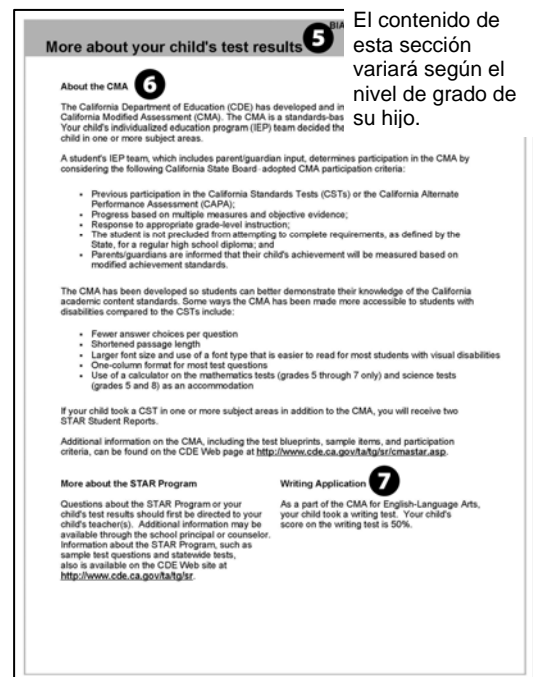 BIA
More about your child's test results 5
El contenido de
esta sección
variará según el
nivel de grado de
su hijo.
About the CMA 6
The California Department of Education (CDE) has developed and in
California Modified Assessment (CMA). The CMA is a standards-bas
Your child's individualized education program (IEP) team decided the
child in one or more subject areas.
A student's IEP team, which includes parent/guardian input, determines participation in the CMA by
considering the following California State Board-adopted CMA participation criteria:
- Previous participation in the California Standards Tests (CSTs) or the California Alternate
Performance Assessment (CAPA);
- Progress based on multiple measures and objective evidence;
- Response to appropriate grade-level instruction;
- The student is not precluded from attempting to complete requirements, as defined by the
State, for a regular high school diploma; and
- Parents/guardians are informed that their child's achievement will be measured based on
modified achievement standards.
The CMA has been developed so students can better demonstrate their knowledge of the California
academic content standards. Some ways the CMA has been made more accessible to students with
disabilities compared to the CSTs include:
- Fewer answer choices per question
- Shortened passage length
- Larger font size and use of a font type that is easier to read for most students with visual disabilities
- One-column format for most test questions
- Use of a calculator on the mathematics tests (grades 5 through 7 only) and science tests
(grades 5 and 8) as an accommodation
If your child took a CST in one or more subject areas in addition to the CMA, you will receive two
STAR Student Reports.
Additional information on the CMA, including the test blueprints, sample items, and participation
criteria, can be found on the CDE Web page at http://www.cde.ca.gov/ta/tg/sr/cmastar.asp.
More about the STAR Program
Questions about the STAR Program or your
child's test results should first be directed to your
child's teacher(s). Additional information may be
available through the school principal or counselor.
Information about the STAR Program, such as
sample test questions and statewide tests,
also is available on the CDE Web site at
http://www.cde.ca.gov/ta/tg/sr.
Writing Application 7
As a part of the CMA for English-Language Arts,
your child took a writing test. Your child's
score on the writing test is 50%.